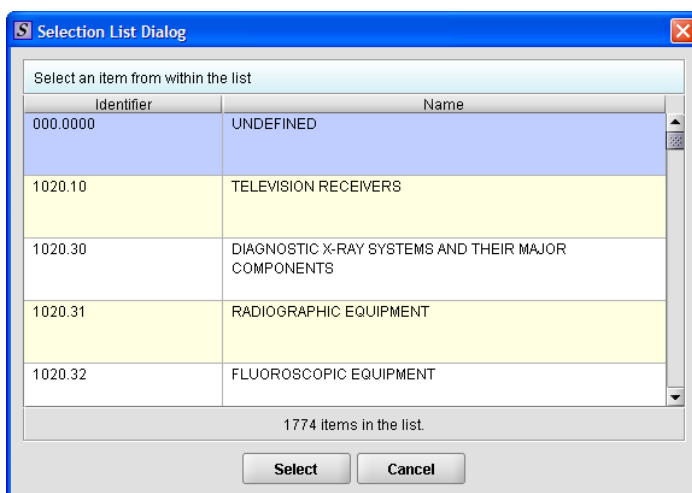 S Selection List Dialog
Select an item from within the list
Identifier Name
000.0000 UNDEFINED
1020.10 TELEVISION RECEIVERS
1020.30 DIAGNOSTIC X-RAY SYSTEMS AND THEIR MAJOR
COMPONENTS
1020.31 RADIOGRAPHIC EQUIPMENT
1020.32 FLUOROSCOPIC EQUIPMENT
1774 items in the list.
Select Cancel